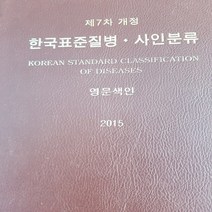 제7차 개정
한국표준질병·사인분류
KOREAN STANDARD CLASSIFICATION
OF DISEASES
영문색인
2015